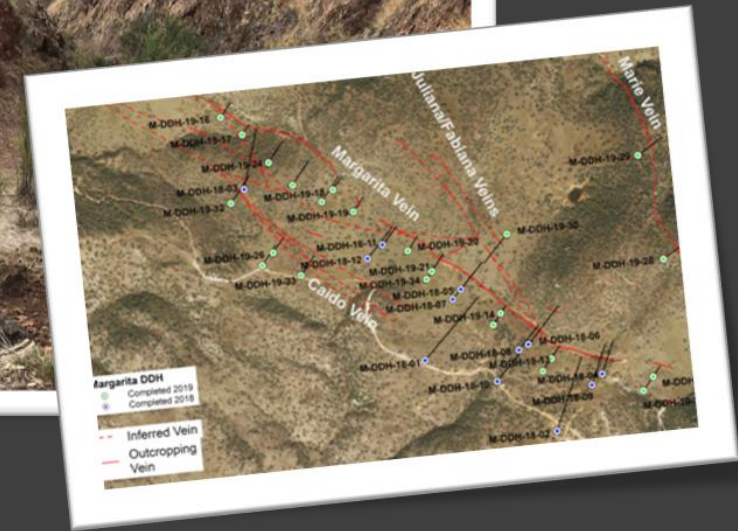 Marie Vein
Juliana/Fabiana Veins
M-DDH-19-16
M-DDH-19-17
M-DDH-19-29
Margarita Vein
M-DDH-19-24
M-DDH-18-03
M-DDH-19-18
M-DDH-19-32
M-DDH-19-19
M-DDH-19-30
M-DDH-18-11
M-DDH-19-20
M-DDH-18-12
M-DDH-19-26
M-DDH-19-21
M-DDH-19-28
M-DDH-19-33
M-DDH-19-34
Caido Vein
M-DDH-18-05
M-DDH-18-07
M-DDH-19-14
M-DDH-18-06
M-DDH-18-01
M-DDH-18-08
M-DDH-18-10
M-DDH-18-09
M-DDH-18-02
Margarita DDH
Completed 2019
Completed 2018
Inferred Vein
Outcropping
Vein